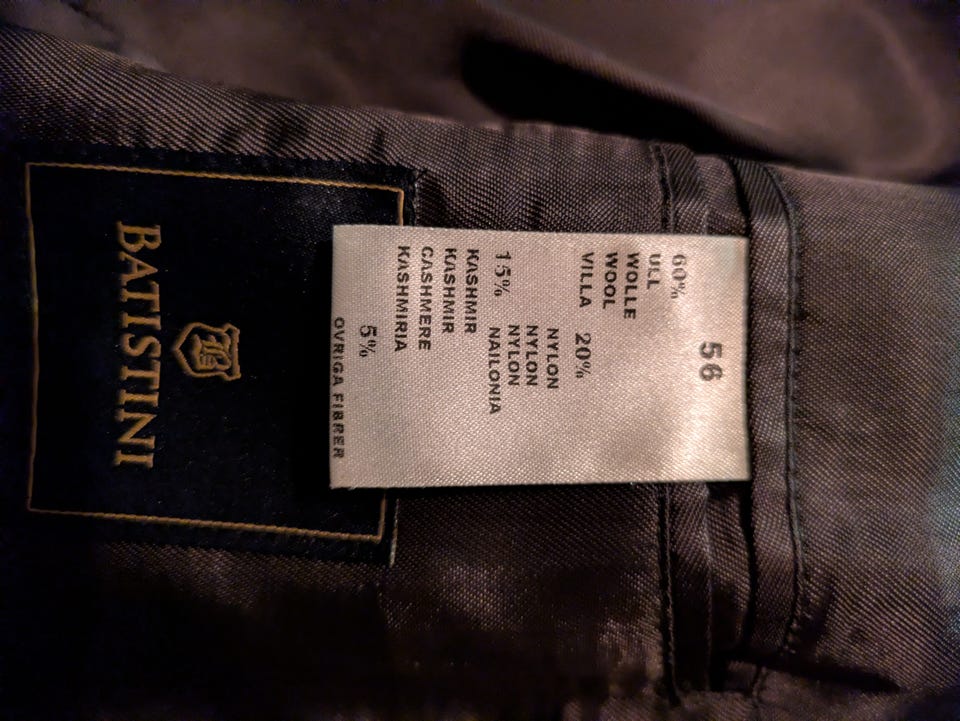 56
60%
ULL
WOLLE
WOOL
VILLA
20%
NYLON
NYLON
NYLON
NAILONIA
15%
KASHMIR
KASHMIR
CASHMERE
KASHMIRIA
5%
OVRIGA FIBRER
B
BATISTINI